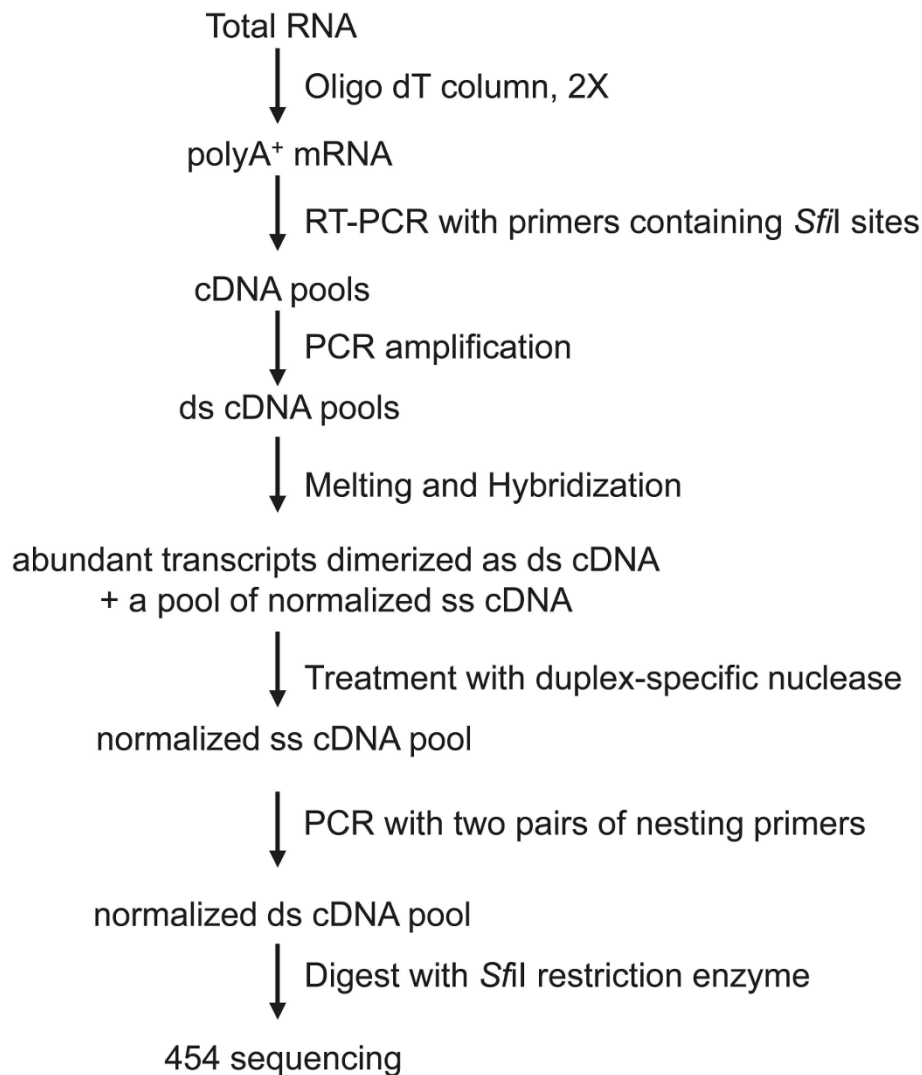 Total RNA
Oligo dT column, 2X
polyA⁺ mRNA
RT-PCR with primers containing SfiI sites
cDNA pools
PCR amplification
ds cDNA pools
Melting and Hybridization
abundant transcripts dimerized as ds cDNA
+ a pool of normalized ss cDNA
Treatment with duplex-specific nuclease
normalized ss cDNA pool
PCR with two pairs of nesting primers
normalized ds cDNA pool
Digest with SfiI restriction enzyme
454 sequencing